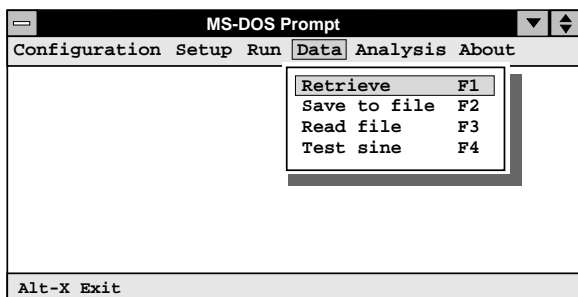 MS-DOS Prompt
Configuration Setup Run Data Analysis About
Retrieve F1
Save to file F2
Read file F3
Test sine F4
Alt-X Exit